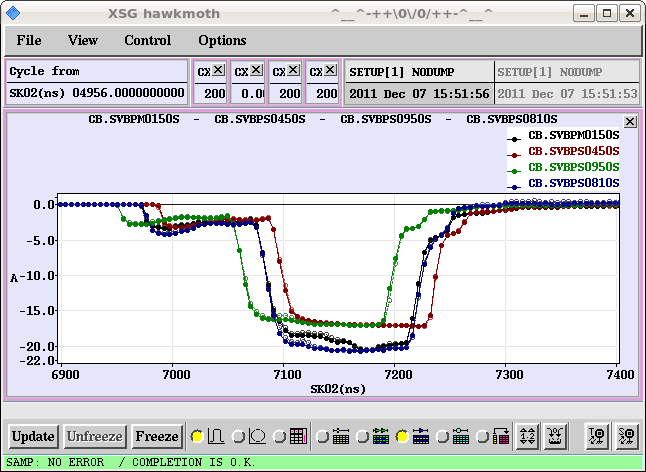 XSG hawkmoth ^__^-++\0\/0/++-^__^
File View Control Options
Cycle from
SK02(ns) 04956.0000000000
CX CX CX CX
200 0.00 200 200
SETUP[1] NODUMP
2011 Dec 07 15:51:56
SETUP[1] NODUMP
2011 Dec 07 15:51:53
CB.SVBPM0150S - CB.SVBPS0450S - CB.SVBPS0950S - CB.SVBPS0810S
CB.SVBPM0150S
CB.SVBPS0450S
CB.SVBPS0950S
CB.SVBPS0810S
0.0
-5.0
A
-10.0
-15.0
-20.0
-22.0
6900 7000 7100 7200 7300 7400
SK02(ns)
Update Unfreeze Freeze
SAMP: NO ERROR / COMPLETION IS O.K.